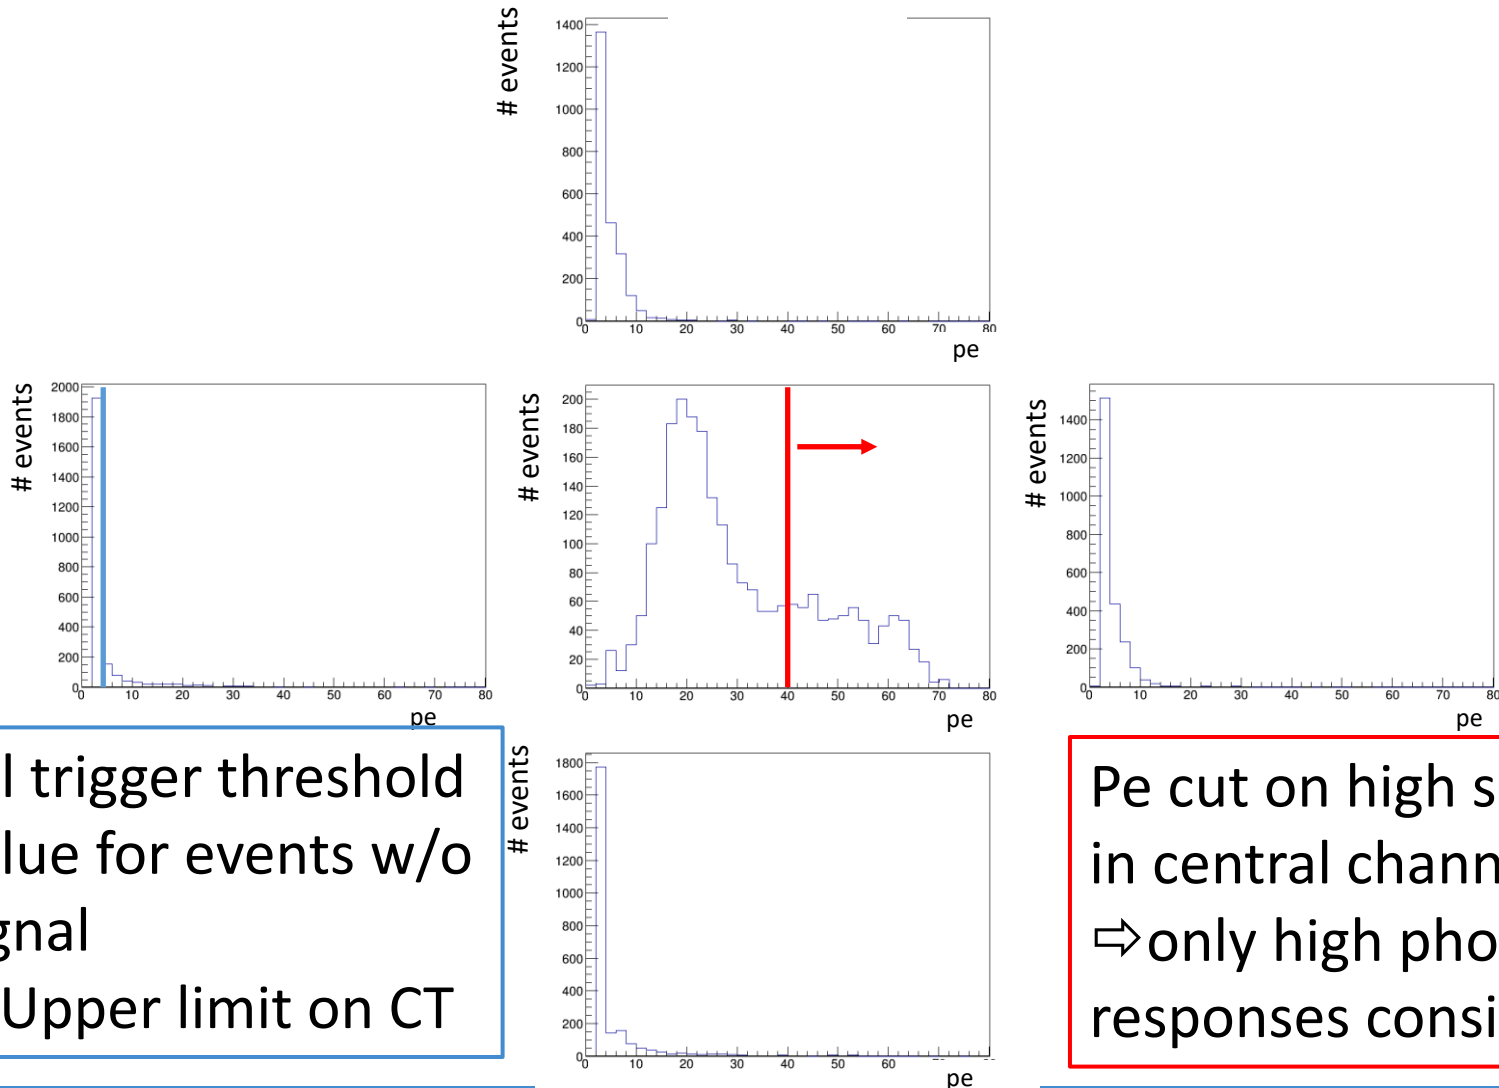 # events
1400
1200
1000
800
600
400
200
0
0 10 20 30 40 50 60 70 80
pe
# events
2000
1800
1600
1400
1200
1000
800
600
400
200
0
0 10 20 30 40 50 60 70 80
pe
# events
200
180
160
140
120
100
80
60
40
20
0
0 10 20 30 40 50 60 70 80
pe
# events
1400
1200
1000
800
600
400
200
0
0 10 20 30 40 50 60 70 80
pe
l trigger threshold
lue for events w/o
gnal
Upper limit on CT
# events
1800
1600
1400
1200
1000
800
600
400
200
0
0 10 20 30 40 50 60
pe
Pe cut on high s
in central chann
⇨only high pho
responses consi